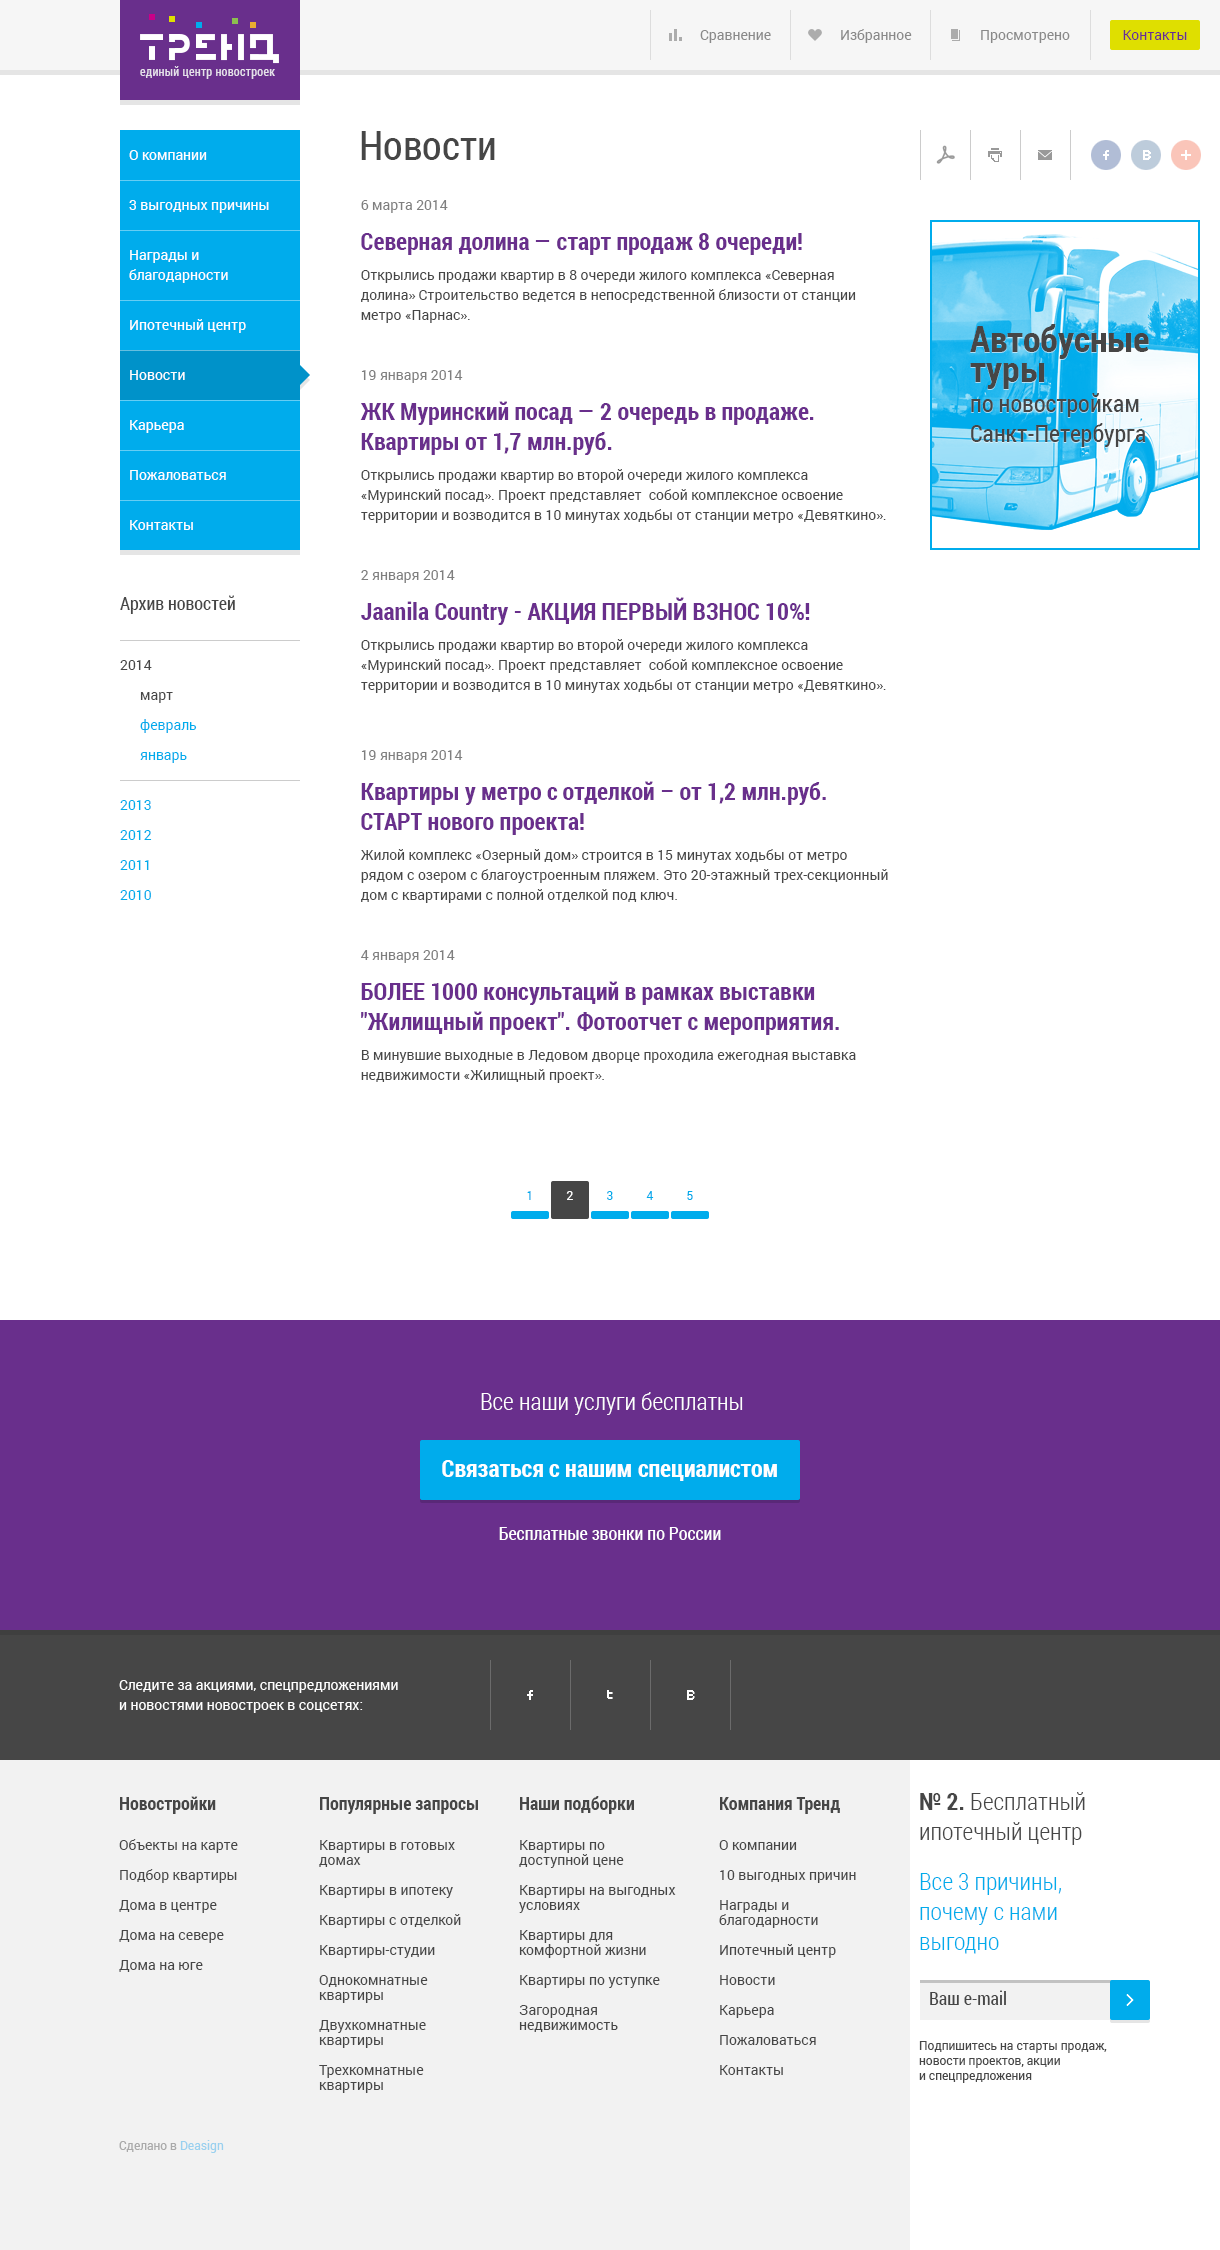 ТРЕНД
единый центр новостроек
Сравнение
Избранное
Просмотрено
Контакты
О компании
3 выгодных причины
Награды и
благодарности
Ипотечный центр
Новости
Карьера
Пожаловаться
Контакты
Архив новостей
2014
март
февраль
январь
2013
2012
2011
2010
Новости
6 марта 2014
Северная долина — старт продаж 8 очереди!
Открылись продажи квартир в 8 очереди жилого комплекса «Северная
долина» Строительство ведется в непосредственной близости от станции
метро «Парнас».
19 января 2014
ЖК Муринский посад — 2 очередь в продаже.
Квартиры от 1,7 млн.руб.
Открылись продажи квартир во второй очереди жилого комплекса
«Муринский посад». Проект представляет  собой комплексное освоение
территории и возводится в 10 минутах ходьбы от станции метро «Девяткино».
2 января 2014
Jaanila Country - АКЦИЯ ПЕРВЫЙ ВЗНОС 10%!
Открылись продажи квартир во второй очереди жилого комплекса
«Муринский посад». Проект представляет  собой комплексное освоение
территории и возводится в 10 минутах ходьбы от станции метро «Девяткино».
19 января 2014
Квартиры у метро с отделкой – от 1,2 млн.руб.
СТАРТ нового проекта!
Жилой комплекс «Озерный дом» строится в 15 минутах ходьбы от метро
рядом с озером с благоустроенным пляжем. Это 20-этажный трех-секционный
дом с квартирами с полной отделкой под ключ.
4 января 2014
БОЛЕЕ 1000 консультаций в рамках выставки
"Жилищный проект". Фотоотчет с мероприятия.
В минувшие выходные в Ледовом дворце проходила ежегодная выставка
недвижимости «Жилищный проект».
f
B
+
Автобусные
туры
по новостройкам
Санкт-Петербурга
1
2
3
4
5
Все наши услуги бесплатны
Связаться с нашим специалистом
Бесплатные звонки по России
Следите за акциями, спецпредложениями
и новостями новостроек в соцсетях:
f
t
B
Новостройки
Объекты на карте
Подбор квартиры
Дома в центре
Дома на севере
Дома на юге
Популярные запросы
Квартиры в готовых
домах
Квартиры в ипотеку
Квартиры с отделкой
Квартиры-студии
Однокомнатные
квартиры
Двухкомнатные
квартиры
Трехкомнатные
квартиры
Наши подборки
Квартиры по
доступной цене
Квартиры на выгодных
условиях
Квартиры для
комфортной жизни
Квартиры по уступке
Загородная
недвижимость
Компания Тренд
О компании
10 выгодных причин
Награды и
благодарности
Ипотечный центр
Новости
Карьера
Пожаловаться
Контакты
№ 2. Бесплатный
ипотечный центр
Все 3 причины,
почему с нами
выгодно
Ваш e-mail
Подпишитесь на старты продаж,
новости проектов, акции
и спецпредложения
Сделано в Deasign